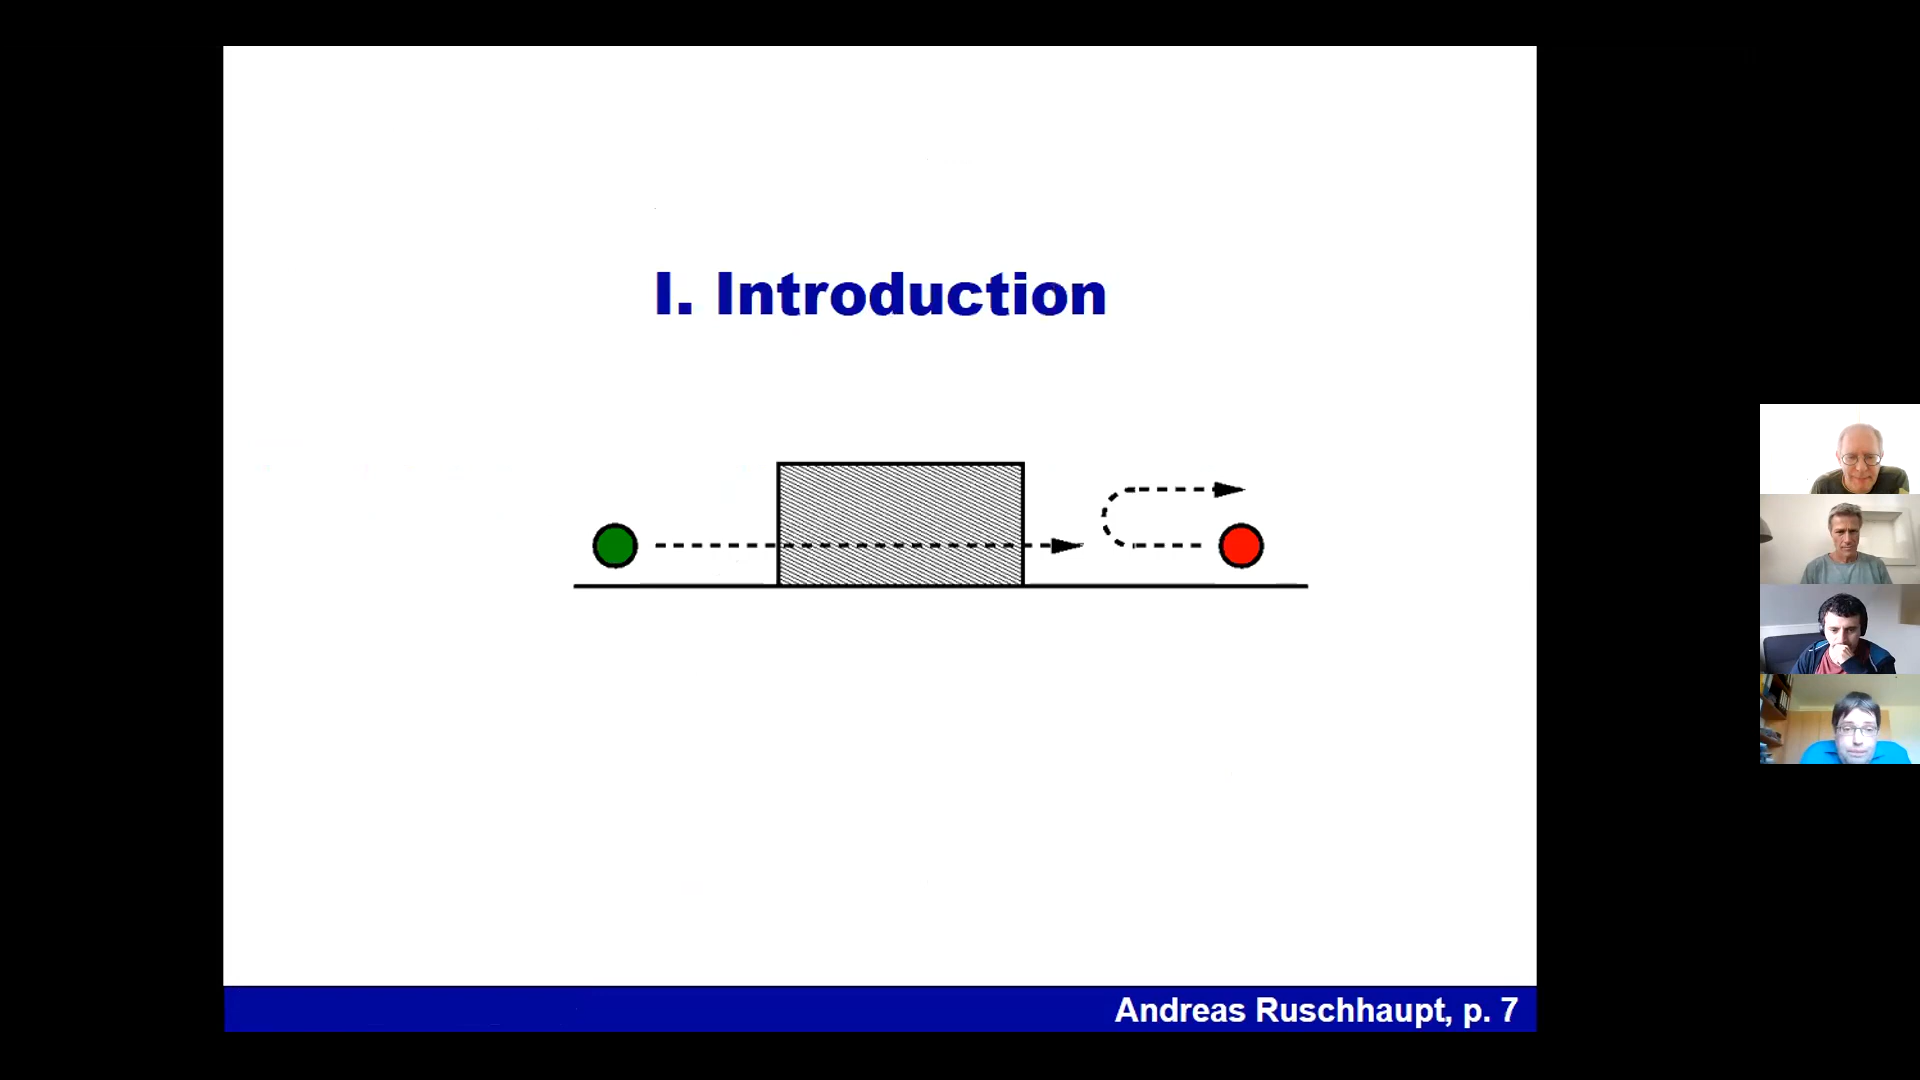 I. Introduction
Andreas Ruschhaupt, p. 7